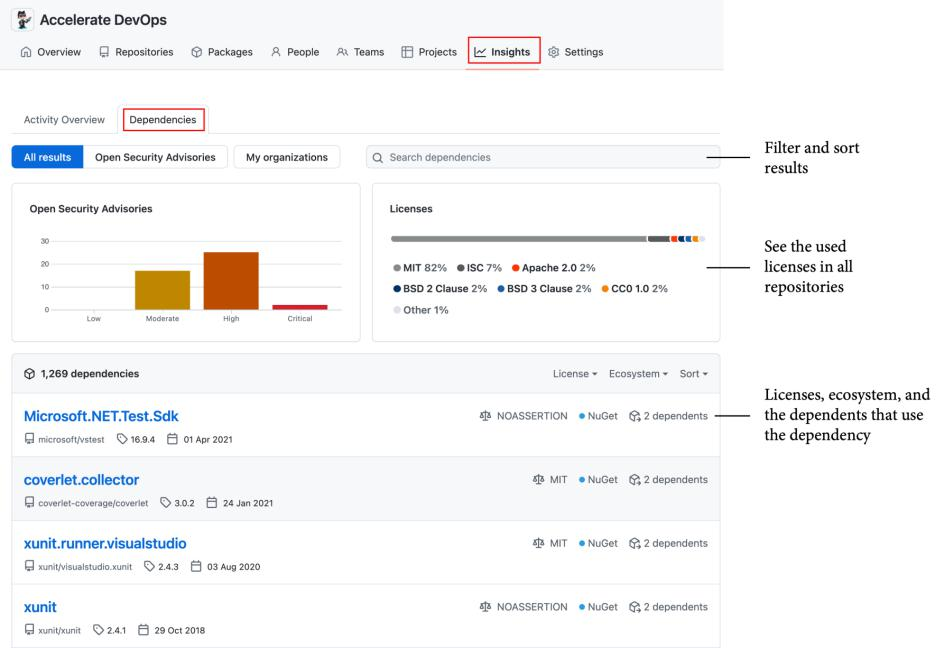 Accelerate DevOps
Overview Repositories Packages People Teams Projects Insights Settings
Activity Overview Dependencies
All results Open Security Advisories My organizations Search dependencies
Filter and sort
results
Open Security Advisories
30
20
10
0
Low Moderate High Critical
Licenses
MIT 82% ISC 7% Apache 2.0 2%
BSD 2 Clause 2% BSD 3 Clause 2% CC0 1.0 2%
Other 1%
See the used
licenses in all
repositories
1,269 dependencies License Ecosystem Sort
Microsoft.NET.Test.Sdk NOASSERTION NuGet 2 dependents
microsoft/vstest 16.9.4 01 Apr 2021
Licenses, ecosystem, and
the dependents that use
the dependency
coverlet.collector MIT NuGet 2 dependents
coverlet-coverage/coverlet 3.0.2 24 Jan 2021
xunit.runner.visualstudio MIT NuGet 2 dependents
xunit/visualstudio.xunit 2.4.3 03 Aug 2020
xunit NOASSERTION NuGet 2 dependents
xunit/xunit 2.4.1 29 Oct 2018